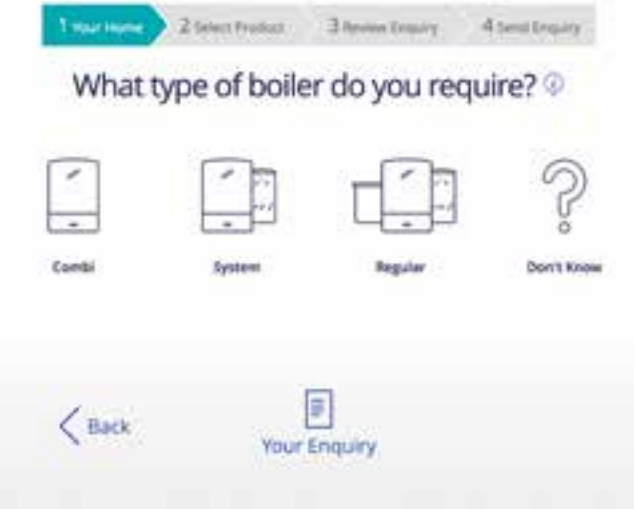 1 Your Home 2 Select Product 3 Review Enquiry 4 Send Enquiry
What type of boiler do you require?
Combi System Regular Don't Know
Back
Your Enquiry